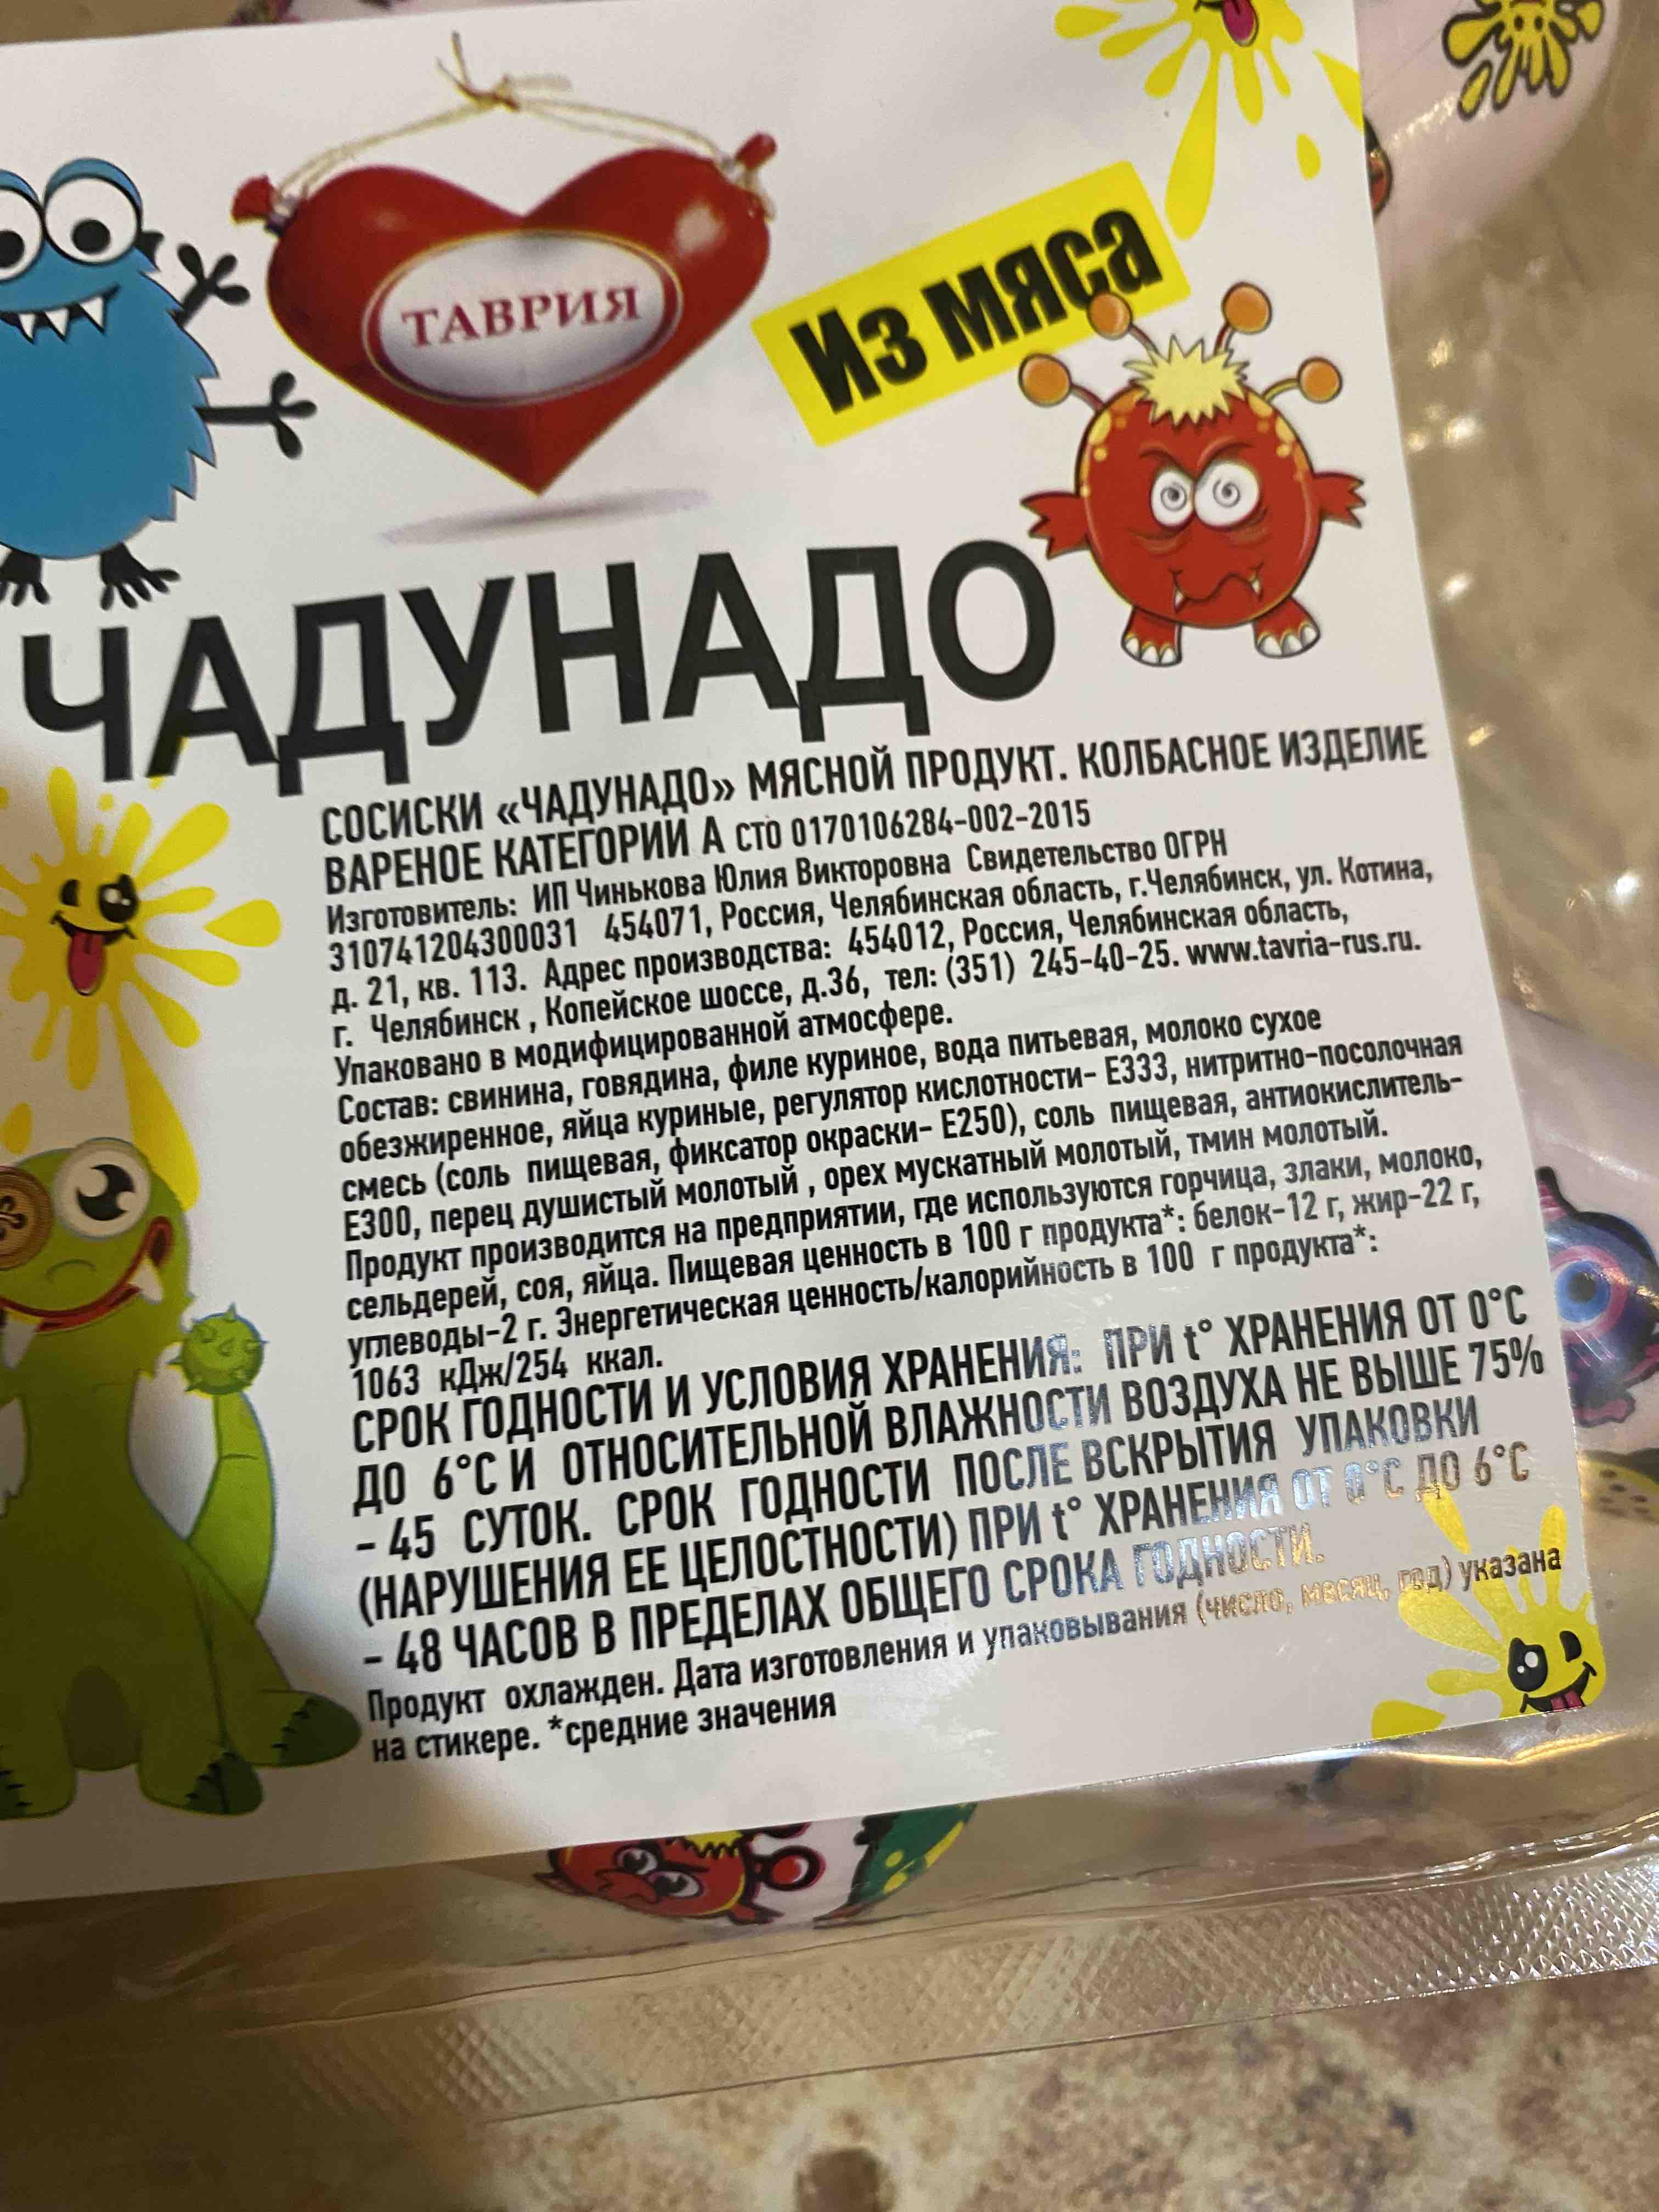 ТАВРИЯ
Из мяса
ЧАДУНАДО
СОСИСКИ «ЧАДУНАДО» МЯСНОЙ ПРОДУКТ. КОЛБАСНОЕ ИЗДЕЛИЕ
ВАРЕНОЕ КАТЕГОРИИ А СТО 0170106284-002-2015
Изготовитель: ИП Чинькова Юлия Викторовна Свидетельство ОГРН
310741204300031 454071, Россия, Челябинская область, г.Челябинск, ул. Котина,
д. 21, кв. 113. Адрес производства: 454012, Россия, Челябинская область,
г. Челябинск , Копейское шоссе, д.36, тел: (351) 245-40-25. www.tavria-rus.ru.
Упаковано в модифицированной атмосфере.
Состав: свинина, говядина, филе куриное, вода питьевая, молоко сухое
обезжиренное, яйца куриные, регулятор кислотности- Е333, нитритно-посолочная
смесь (соль пищевая, фиксатор окраски- Е250), соль пищевая, антиокислитель-
Е300, перец душистый молотый , орех мускатный молотый, тмин молотый.
Продукт производится на предприятии, где используются горчица, злаки, молоко,
сельдерей, соя, яйца. Пищевая ценность в 100 г продукта*: белок-12 г, жир-22 г,
углеводы-2 г. Энергетическая ценность/калорийность в 100 г продукта*:
1063 кДж/254 ккал.
СРОК ГОДНОСТИ И УСЛОВИЯ ХРАНЕНИЯ: ПРИ t° ХРАНЕНИЯ ОТ 0°С
ДО 6°С И ОТНОСИТЕЛЬНОЙ ВЛАЖНОСТИ ВОЗДУХА НЕ ВЫШЕ 75%
- 45 СУТОК. СРОК ГОДНОСТИ ПОСЛЕ ВСКРЫТИЯ УПАКОВКИ
(НАРУШЕНИЯ ЕЕ ЦЕЛОСТНОСТИ) ПРИ t° ХРАНЕНИЯ ОТ 0°С ДО 6°С
- 48 ЧАСОВ В ПРЕДЕЛАХ ОБЩЕГО СРОКА ГОДНОСТИ.
Продукт охлажден. Дата изготовления и упаковывания (число, месяц, год) указана
на стикере. *средние значения